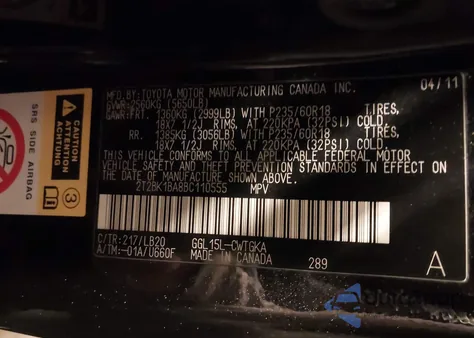 MFD.BY:TOYOTA MOTOR MANUFACTURING CANADA INC. 04/11
GVWR:2560KG (5650LB)
GAWR:FRT. 1360KG (2999LB) WITH P235/60R18 TIRES,
18X7 1/2J RIMS, AT 220KPA (32PSI) COLD.
RR. 1385KG (3056LB) WITH P235/60R18 TIRES,
18X7 1/2J RIMS, AT 220KPA (32PSI) COLD.
THIS VEHICLE CONFORMS TO ALL APPLICABLE FEDERAL MOTOR
VEHICLE SAFETY AND THEFT PREVENTION STANDARDS IN EFFECT ON
THE DATE OF MANUFACTURE SHOWN ABOVE.
2T2BK1BA8BC110555 MPV
C/TR:217/LB20 GGL15L-CWTGKA
A/TM:-01A/U660F MADE IN CANADA 289 A
SRS SIDE AIRBAG
CAUTION
ATTENTION
ACHTUNG
3